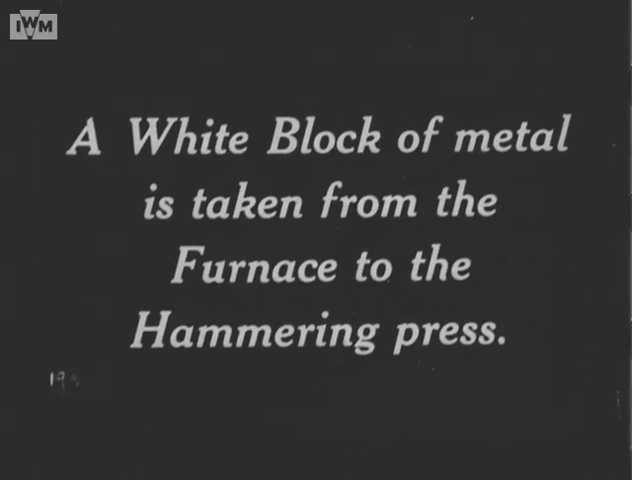 IWM
A White Block of metal
is taken from the
Furnace to the
Hammering press.